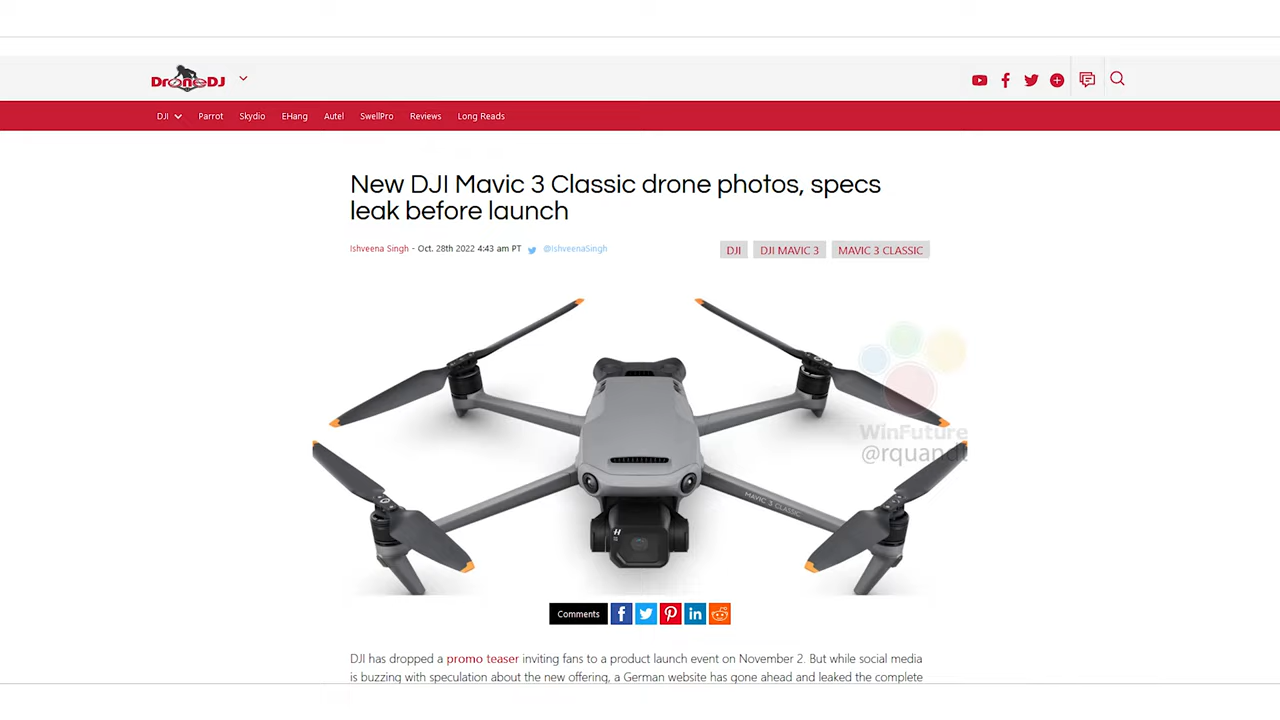 DroneDJ
DJI Parrot Skydio EHang Autel SwellPro Reviews Long Reads
New DJI Mavic 3 Classic drone photos, specs
leak before launch
Ishveena Singh - Oct. 28th 2022 4:43 am PT @IshveenaSingh
DJI DJI MAVIC 3 MAVIC 3 CLASSIC
WinFuture
@rquandt
MAVIC 3 CLASSIC
Comments
DJI has dropped a promo teaser inviting fans to a product launch event on November 2. But while social media
is buzzing with speculation about the new offering, a German website has gone ahead and leaked the complete